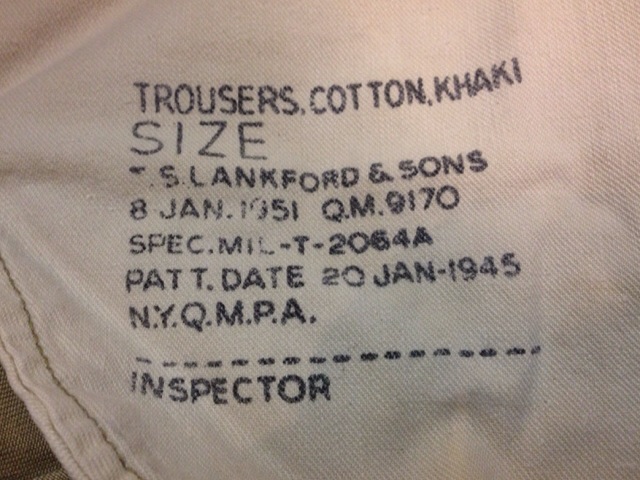 TROUSERS, COTTON, KHAKI
SIZE
S. LANKFORD & SONS
8 JAN. 1951 Q.M. 9170
SPEC. MIL-T-2064A
PATT. DATE 20 JAN-1945
N.Y.Q.M.P.A.
INSPECTOR